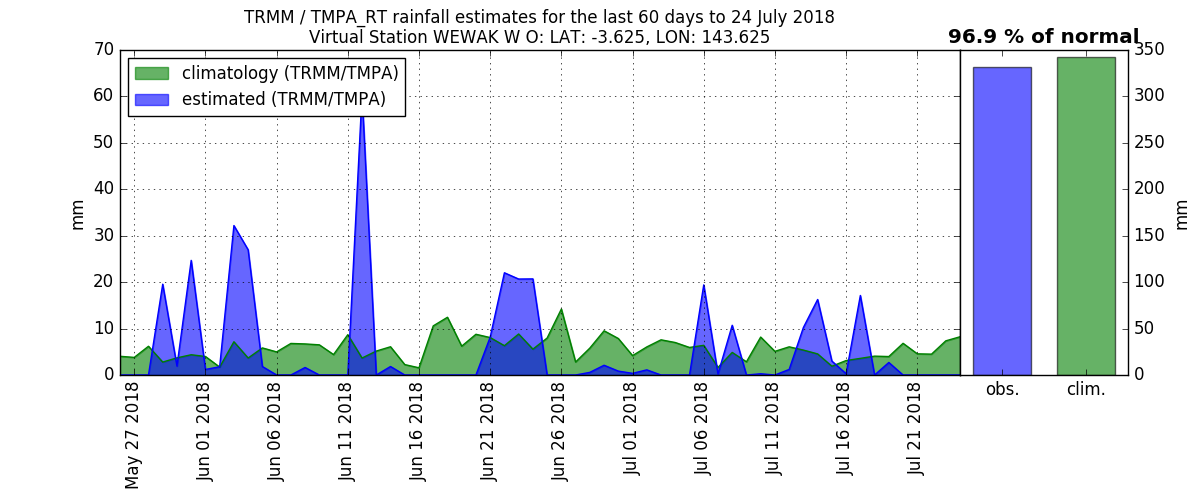 TRMM / TMPA_RT rainfall estimates for the last 60 days to 24 July 2018
Virtual Station WEWAK W O: LAT: -3.625, LON: 143.625
96.9 % of normal
climatology (TRMM/TMPA)
estimated (TRMM/TMPA)
70
60
50
40
30
20
10
0
mm
May 27 2018
Jun 01 2018
Jun 06 2018
Jun 11 2018
Jun 16 2018
Jun 21 2018
Jun 26 2018
Jul 01 2018
Jul 06 2018
Jul 11 2018
Jul 16 2018
Jul 21 2018
350
300
250
200
150
100
50
0
mm
obs.
clim.